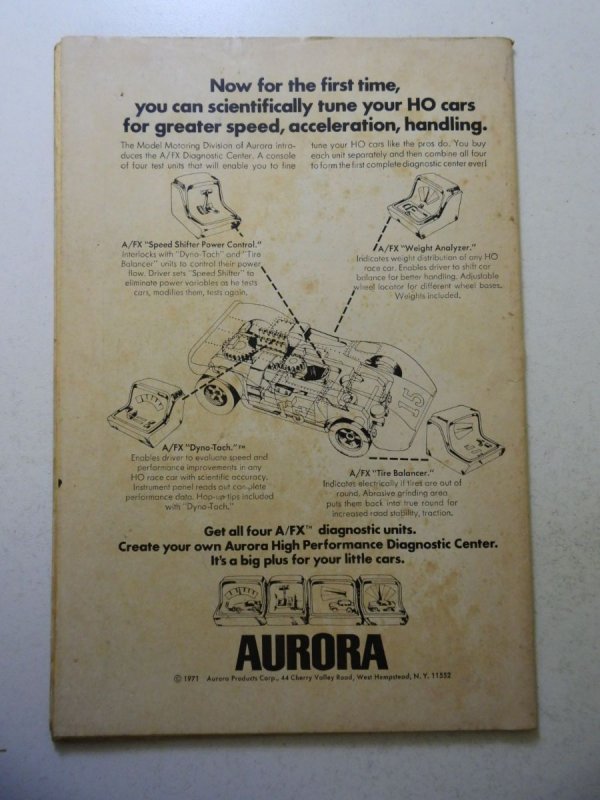 Now for the first time,
you can scientifically tune your HO cars
for greater speed, acceleration, handling.
The Model Motoring Division of Aurora intro-
duces the A/FX Diagnostic Center. A console
of four test units that will enable you to fine
tune your HO cars like the pros do. You buy
each unit separately and then combine all four
to form the first complete diagnostic center ever!
A/FX "Speed Shifter Power Control."
Interlocks with "Dyno-Tach" and "Tire
Balancer" units to control their power
flow. Driver sets "Speed Shifter" to
eliminate power variables as he tests
cars, modifies them, tests again.
A/FX "Weight Analyzer."
Indicates weight distribution of any HO
race car. Enables driver to shift car
balance for better handling. Adjustable
wheel locator for different wheel bases.
Weights included.
15
A/FX "Dyno-Tach."™
Enables driver to evaluate speed and
performance improvements in any
HO race car with scientific accuracy.
Instrument panel reads out complete
performance data. Hop-up tips included
with "Dyno-Tach."
A/FX "Tire Balancer."
Indicates electrically if tires are out of
round. Abrasive grinding area
puts them back into true round for
increased road stability, traction.
Get all four A/FX™ diagnostic units.
Create your own Aurora High Performance Diagnostic Center.
It's a big plus for your little cars.
AURORA
© 1971 Aurora Products Corp., 44 Cherry Valley Road, West Hempstead, N.Y. 11552